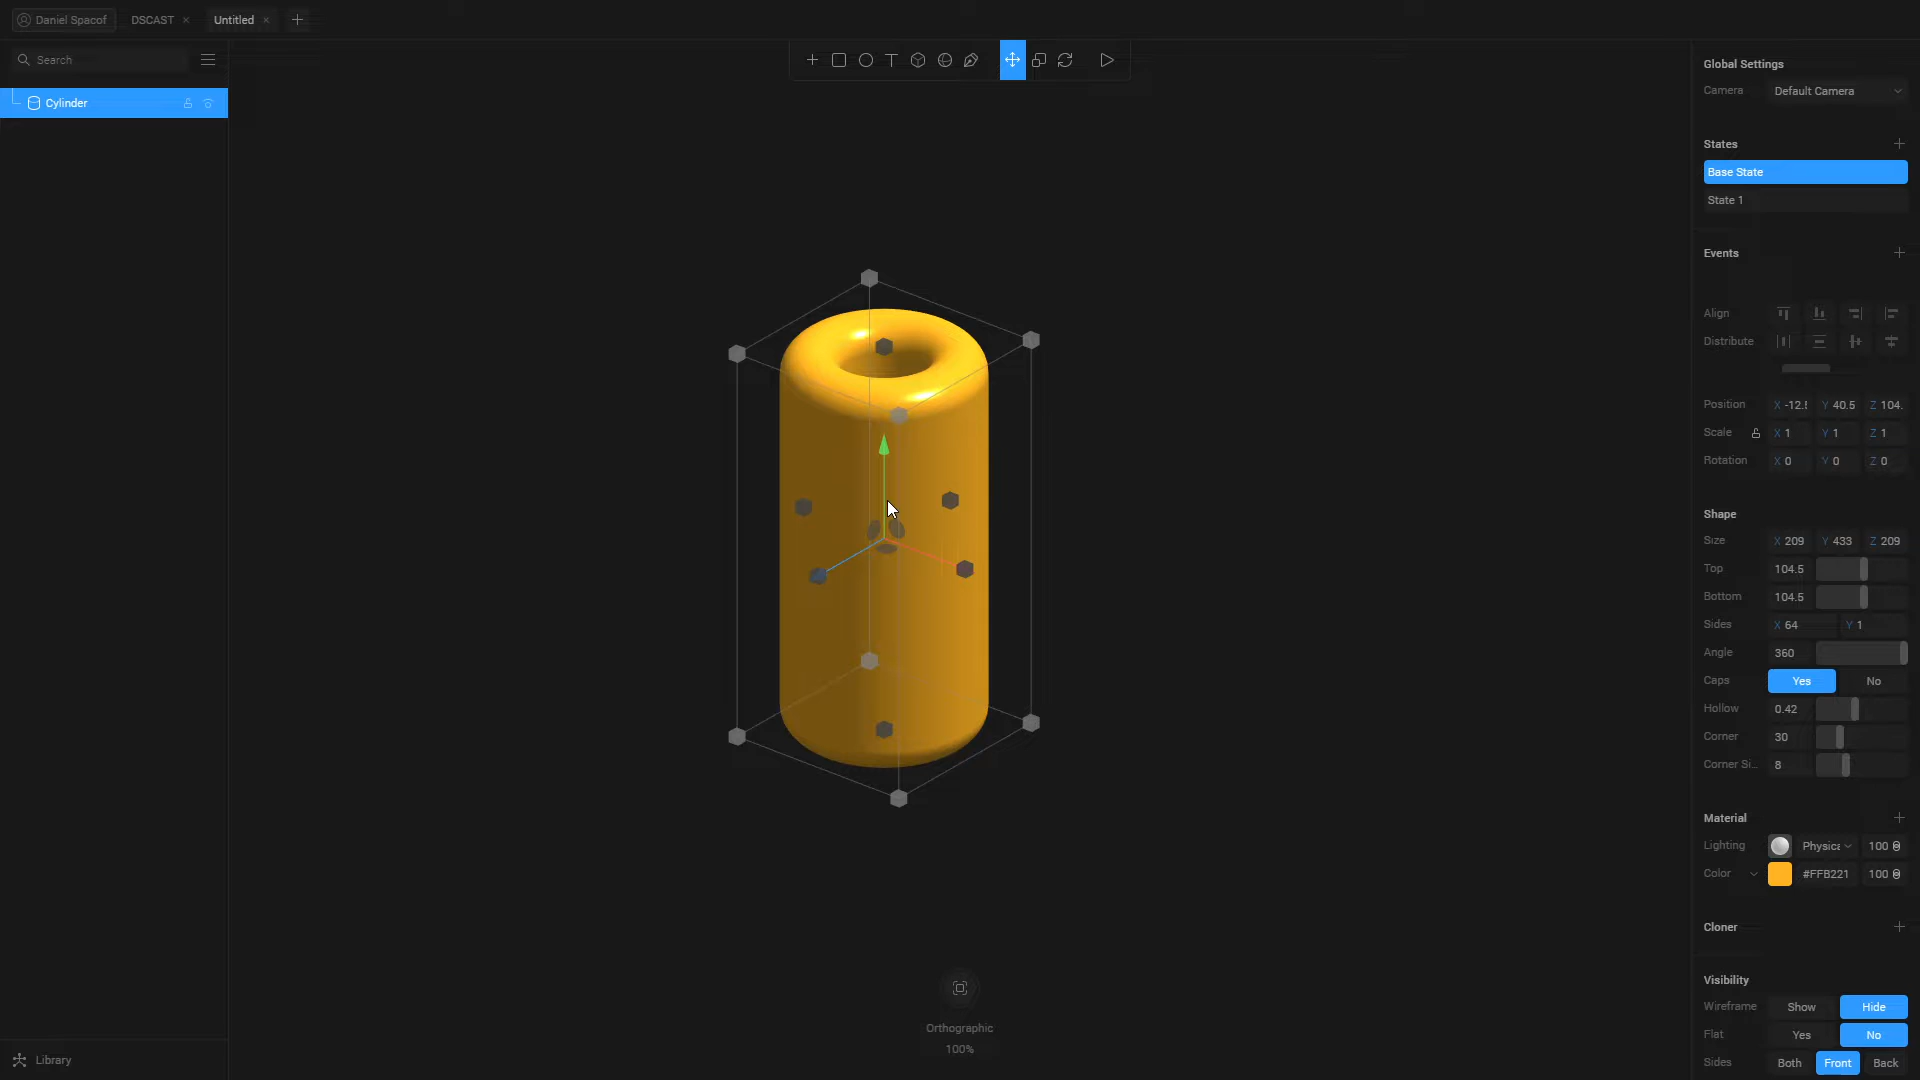 Daniel Spacof
DSCAST
Untitled
Search
Cylinder
Global Settings
Camera Default Camera
States
Base State
State 1
Events
Align
Distribute
Position X -12.! Y 40.5 Z 104.
Scale X 1 Y 1 Z 1
Rotation X 0 Y 0 Z 0
Shape
Size X 209 Y 433 Z 209
Top 104.5
Bottom 104.5
Sides X 64 Y 1
Angle 360
Caps Yes No
Hollow 0.42
Corner 30
Corner Si... 8
Material
Lighting Physica 100
Color #FFB221 100
Cloner
Visibility
Wireframe Show Hide
Flat Yes No
Sides Both Front Back
Orthographic
100%
Library